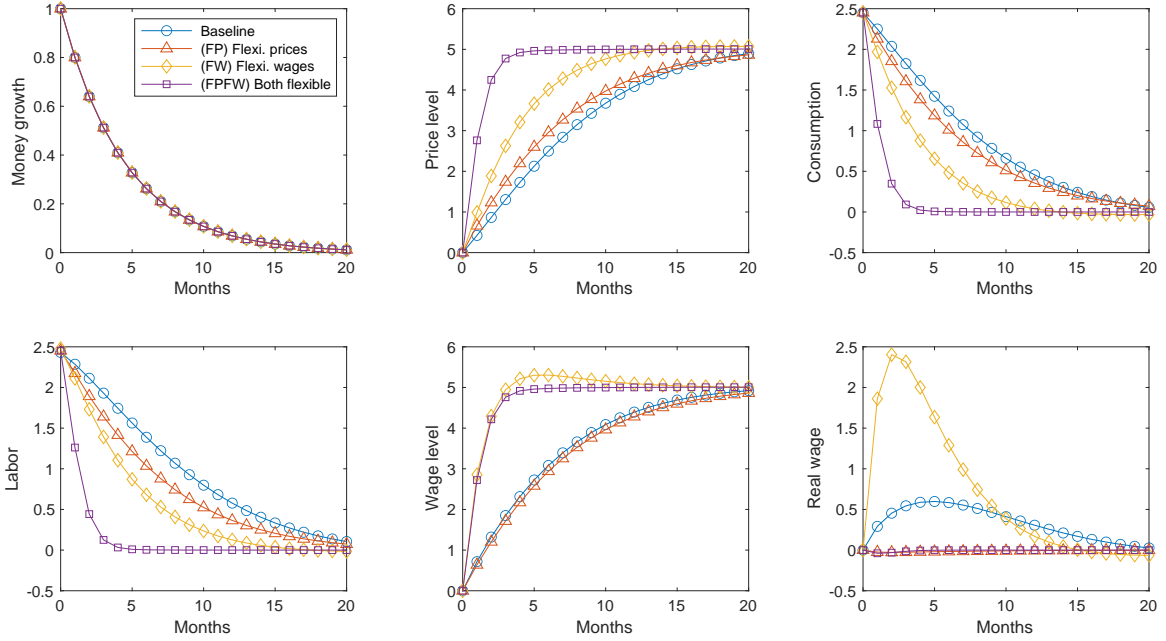 Baseline
(FP) Flexi. prices
(FW) Flexi. wages
(FPFW) Both flexible
Money growth
1
0.8
0.6
0.4
0.2
0
0 5 10 15 20
Months
Price level
6
5
4
3
2
1
0
0 5 10 15 20
Months
Consumption
2.5
2
1.5
1
0.5
0
-0.5
0 5 10 15 20
Months
Labor
2.5
2
1.5
1
0.5
0
-0.5
0 5 10 15 20
Months
Wage level
6
5
4
3
2
1
0
0 5 10 15 20
Months
Real wage
2.5
2
1.5
1
0.5
0
-0.5
0 5 10 15 20
Months